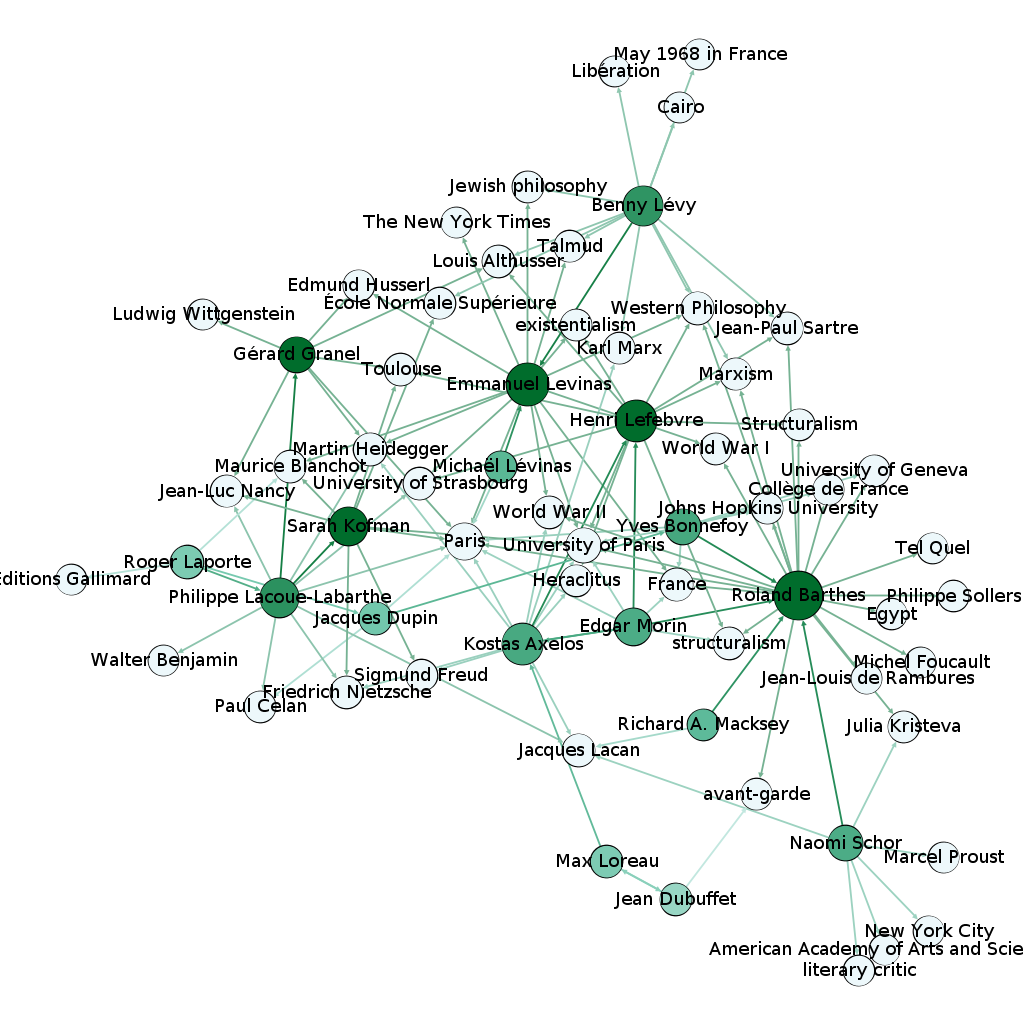 May 1968 in France
Libération
Cairo
Jewish philosophy
Benny Lévy
The New York Times
Talmud
Louis Althusser
Edmund Husserl
École Normale Supérieure
Western Philosophy
Ludwig Wittgenstein
existentialism
Jean-Paul Sartre
Karl Marx
Gérard Granel
Toulouse
Marxism
Emmanuel Levinas
Henri Lefebvre
Structuralism
Martin Heidegger
World War I
Maurice Blanchot
Michaël Lévinas
University of Geneva
University of Strasbourg
Jean-Luc Nancy
Collège de France
Johns Hopkins University
World War II
Sarah Kofman
Yves Bonnefoy
Paris
University of Paris
Tel Quel
Roger Laporte
Éditions Gallimard
Heraclitus
France
Philippe Lacoue-Labarthe
Roland Barthes
Philippe Sollers
Egypt
Jacques Dupin
Edgar Morin
Kostas Axelos
structuralism
Walter Benjamin
Michel Foucault
Sigmund Freud
Jean-Louis de Rambures
Friedrich Nietzsche
Paul Celan
Richard A. Macksey
Julia Kristeva
Jacques Lacan
avant-garde
Naomi Schor
Marcel Proust
Max Loreau
Jean Dubuffet
New York City
American Academy of Arts and Scie
literary critic